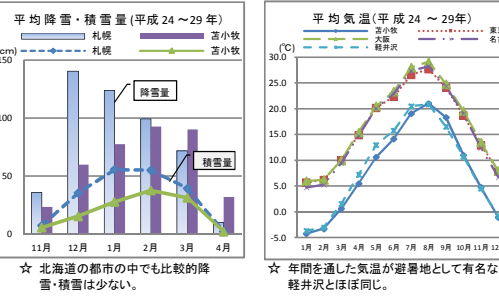 平均降雪・積雪量(平成24～29年)
札幌 苫小牧
札幌 苫小牧
cm)
150
100
50
0
降雪量
積雪量
11月 12月 1月 2月 3月 4月
☆ 北海道の都市の中でも比較的降
雪・積雪は少ない。
平均気温(平成24～29年)
苫小牧
大阪
軽井沢
(℃)
30.0
25.0
20.0
15.0
10.0
5.0
0.0
-5.0
1月 2月 3月 4月 5月 6月 7月 8月 9月 10月 11月
☆ 年間を通した気温が避暑地として有名な
軽井沢とほぼ同じ。